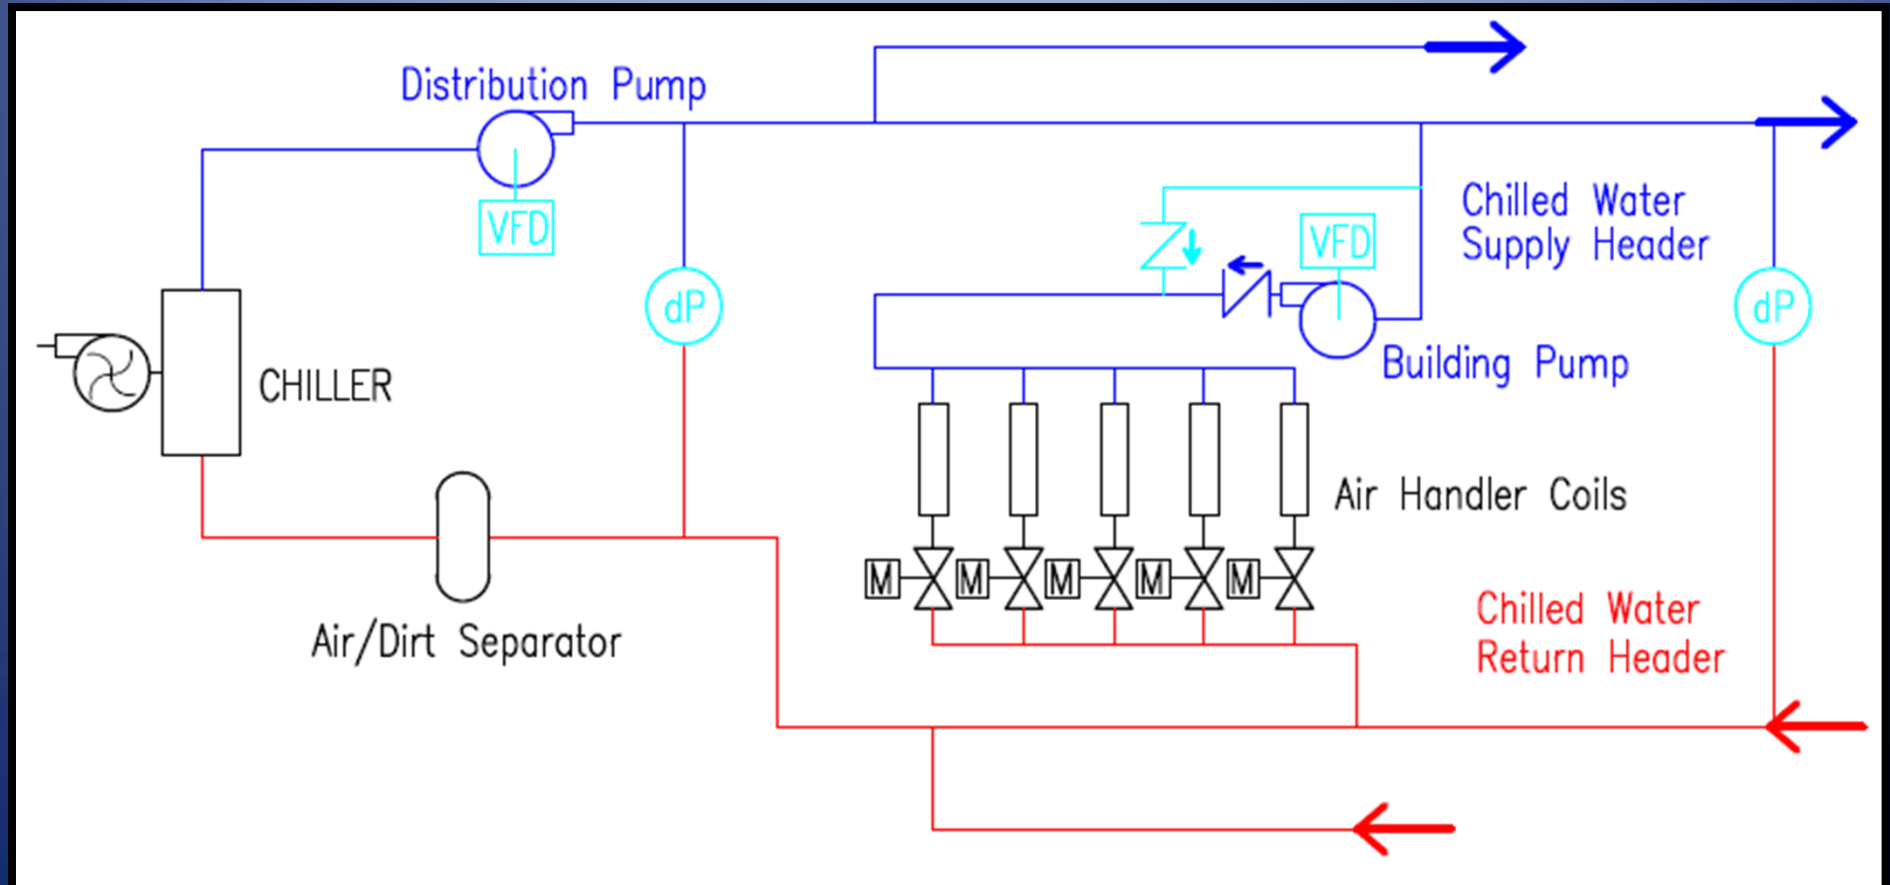 Distribution Pump
VFD
Chilled Water
Supply Header
VFD
dP
dP
Building Pump
CHILLER
Air Handler Coils
M
M
M
M
M
Air/Dirt Separator
Chilled Water
Return Header